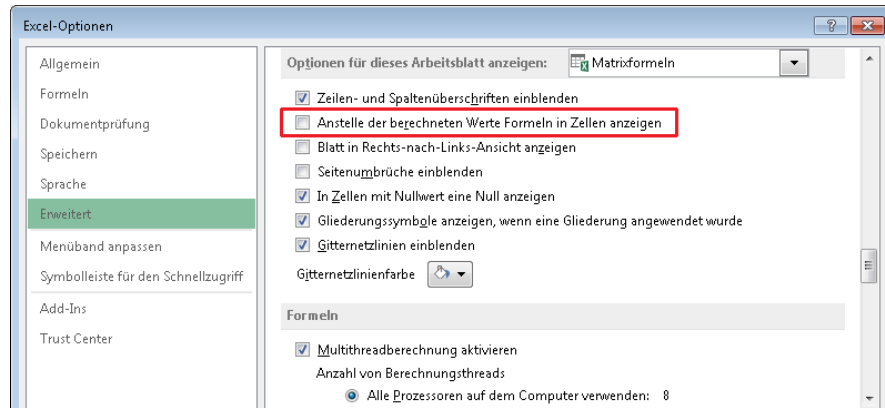 Excel-Optionen
Allgemein
Formeln
Dokumentprüfung
Speichern
Sprache
Erweitert
Menüband anpassen
Symbolleiste für den Schnellzugriff
Add-Ins
Trust Center
Optionen für dieses Arbeitsblatt anzeigen: Matrixformeln
Zeilen- und Spaltenüberschriften einblenden
Anstelle der berechneten Werte Formeln in Zellen anzeigen
Blatt in Rechts-nach-Links-Ansicht anzeigen
Seitenumbrüche einblenden
In Zellen mit Nullwert eine Null anzeigen
Gliederungssymbole anzeigen, wenn eine Gliederung angewendet wurde
Gitternetzlinien einblenden
Gitternetzlinienfarbe
Formeln
Multithreadberechnung aktivieren
Anzahl von Berechnungsthreads
Alle Prozessoren auf dem Computer verwenden: 8